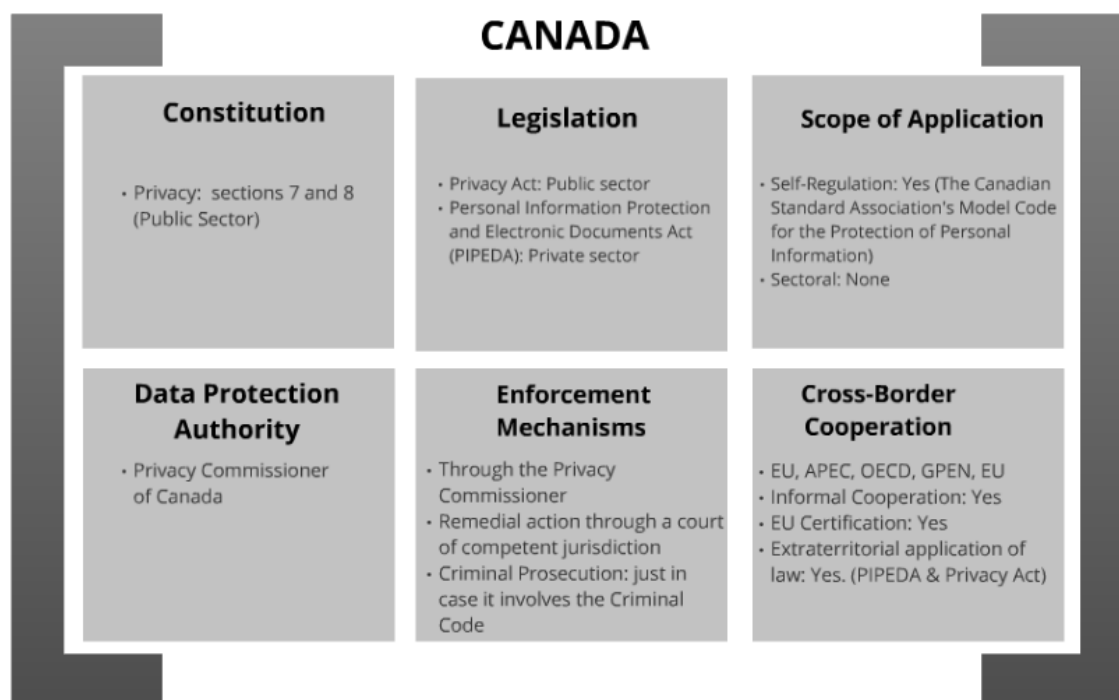 CANADA
Constitution
• Privacy:  sections 7 and 8
(Public Sector)
Legislation
• Privacy Act: Public sector
• Personal Information Protection
and Electronic Documents Act
(PIPEDA): Private sector
Scope of Application
• Self-Regulation: Yes (The Canadian
Standard Association's Model Code
for the Protection of Personal
Information)
• Sectoral: None
Data Protection
Authority
• Privacy Commissioner
of Canada
Enforcement
Mechanisms
• Through the Privacy
Commissioner
• Remedial action through a court
of competent jurisdiction
• Criminal Prosecution: just in
case it involves the Criminal
Code
Cross-Border
Cooperation
• EU, APEC, OECD, GPEN, EU
• Informal Cooperation: Yes
• EU Certification: Yes
• Extraterritorial application of
law: Yes. (PIPEDA & Privacy Act)